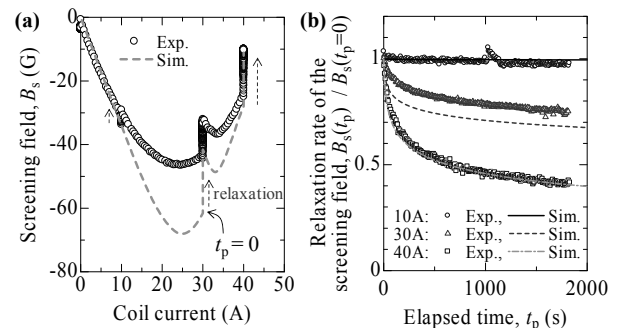 (a)
0
-20
-40
-60
-80
0 10 20 30 40 50
Coil current (A)
Screening field, Bs (G)
Exp.
Sim.
relaxation
tp = 0
(b)
Relaxation rate of the
screening field, Bs(tp) / Bs(tp=0)
1
0.5
0
0 1000 2000
Elapsed time, tp (s)
10A: Exp., Sim.
30A: Exp., Sim.
40A: Exp., Sim.